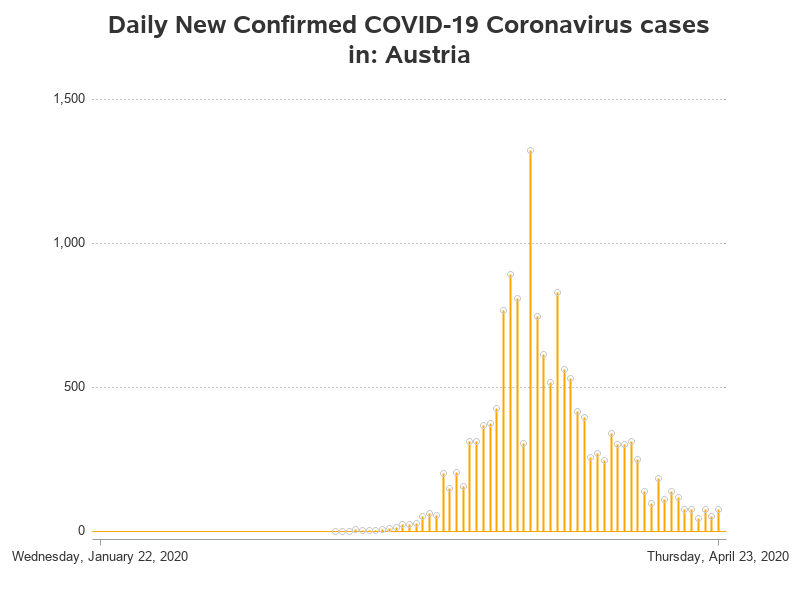 Daily New Confirmed COVID-19 Coronavirus cases
in: Austria
1,500
1,000
500
0
Wednesday, January 22, 2020
Thursday, April 23, 2020